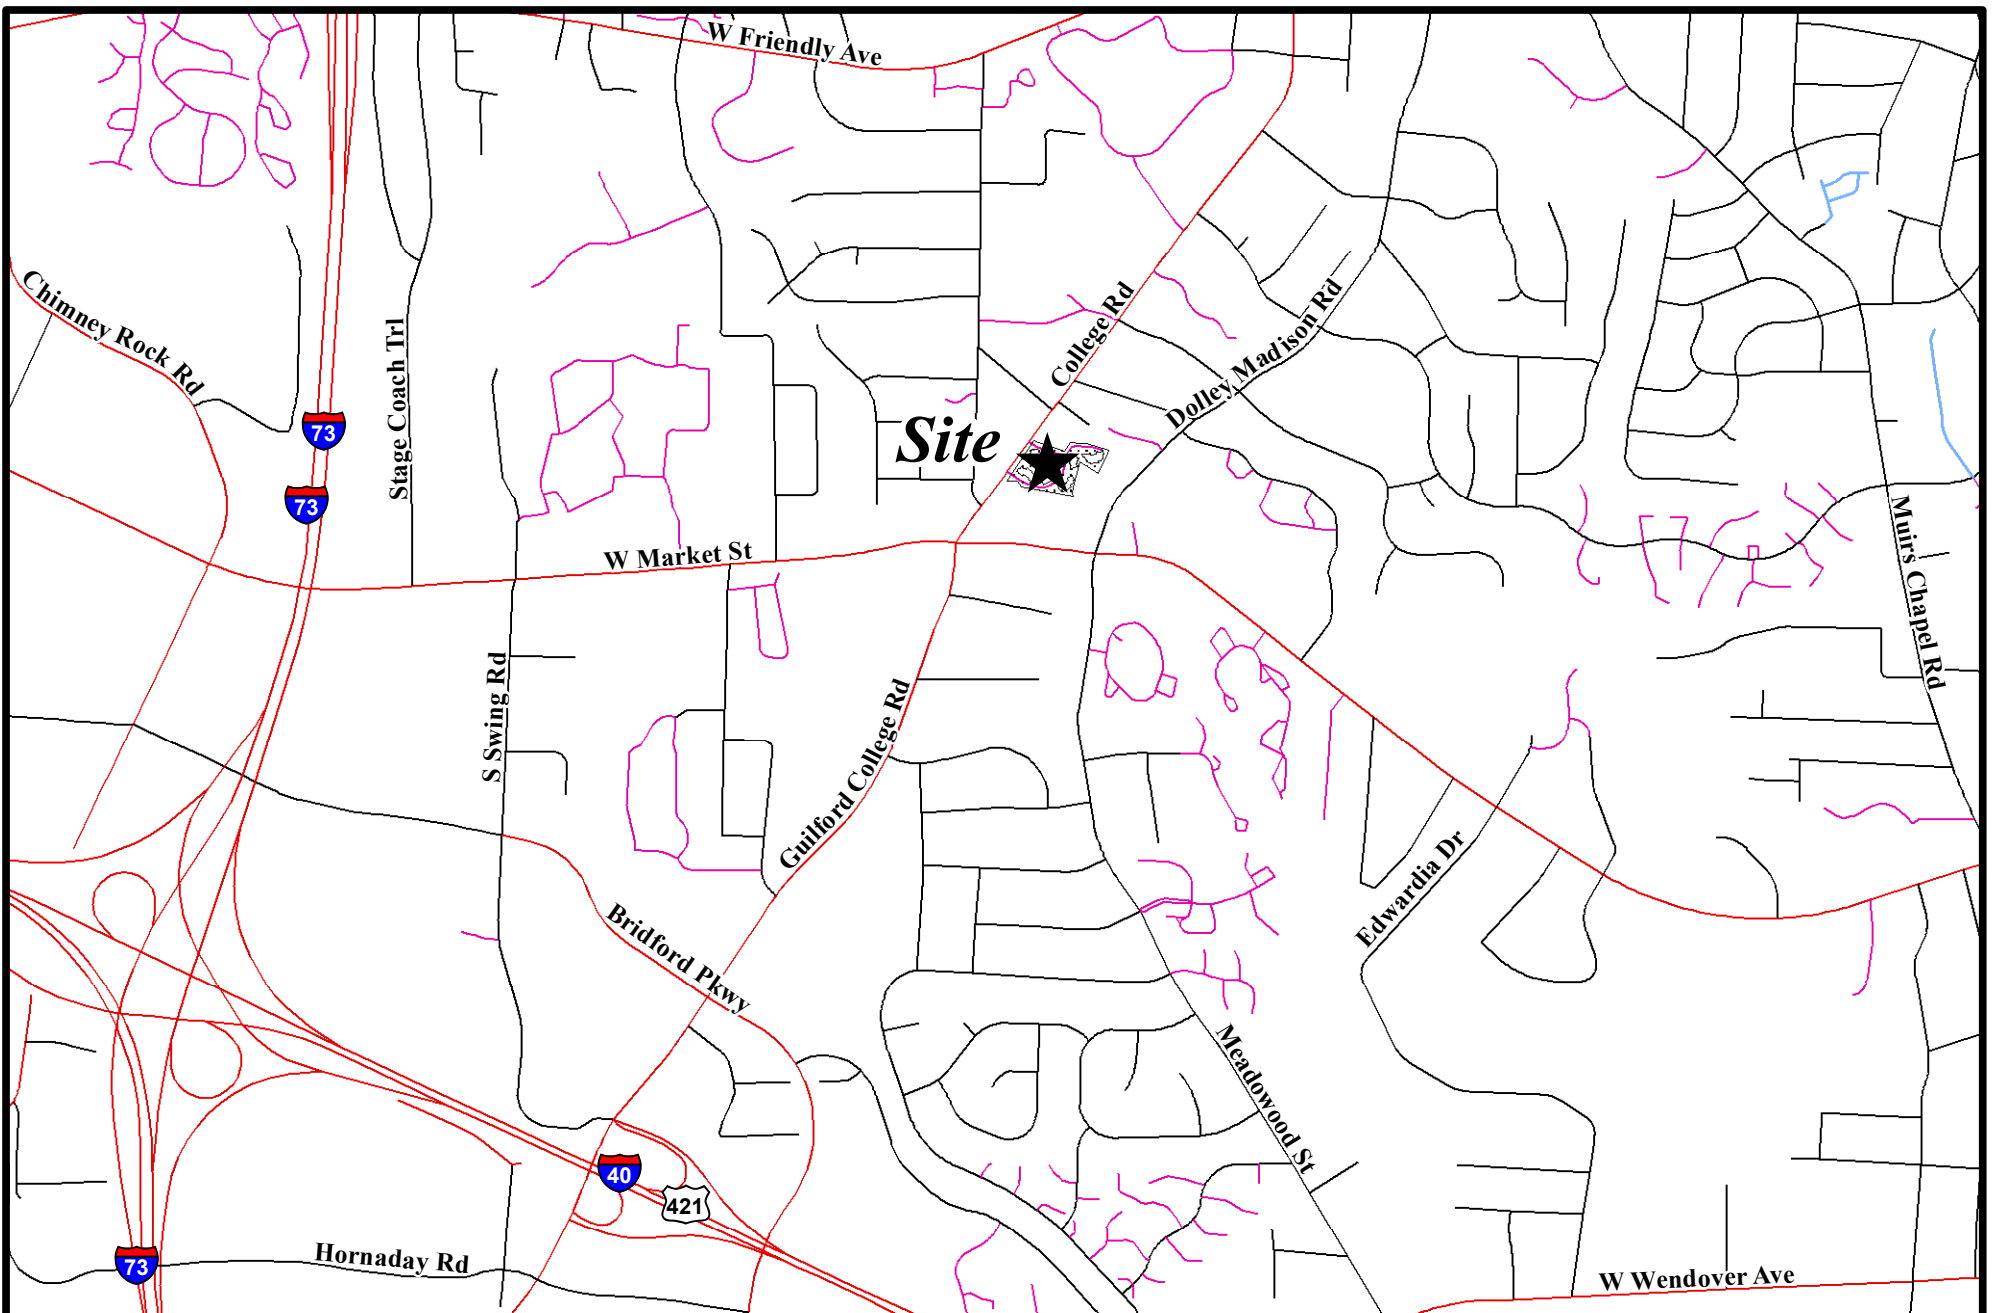 W Friendly Ave
Chimney Rock Rd
College Rd
Dolley Madison Rd
Stage Coach Trl
73
Site
73
W Market St
Muirs Chapel Rd
S Swing Rd
Guilford College Rd
Edwardia Dr
Bridford Pkwy
Meadowood St
40
421
Hornaday Rd
73
W Wendover Ave